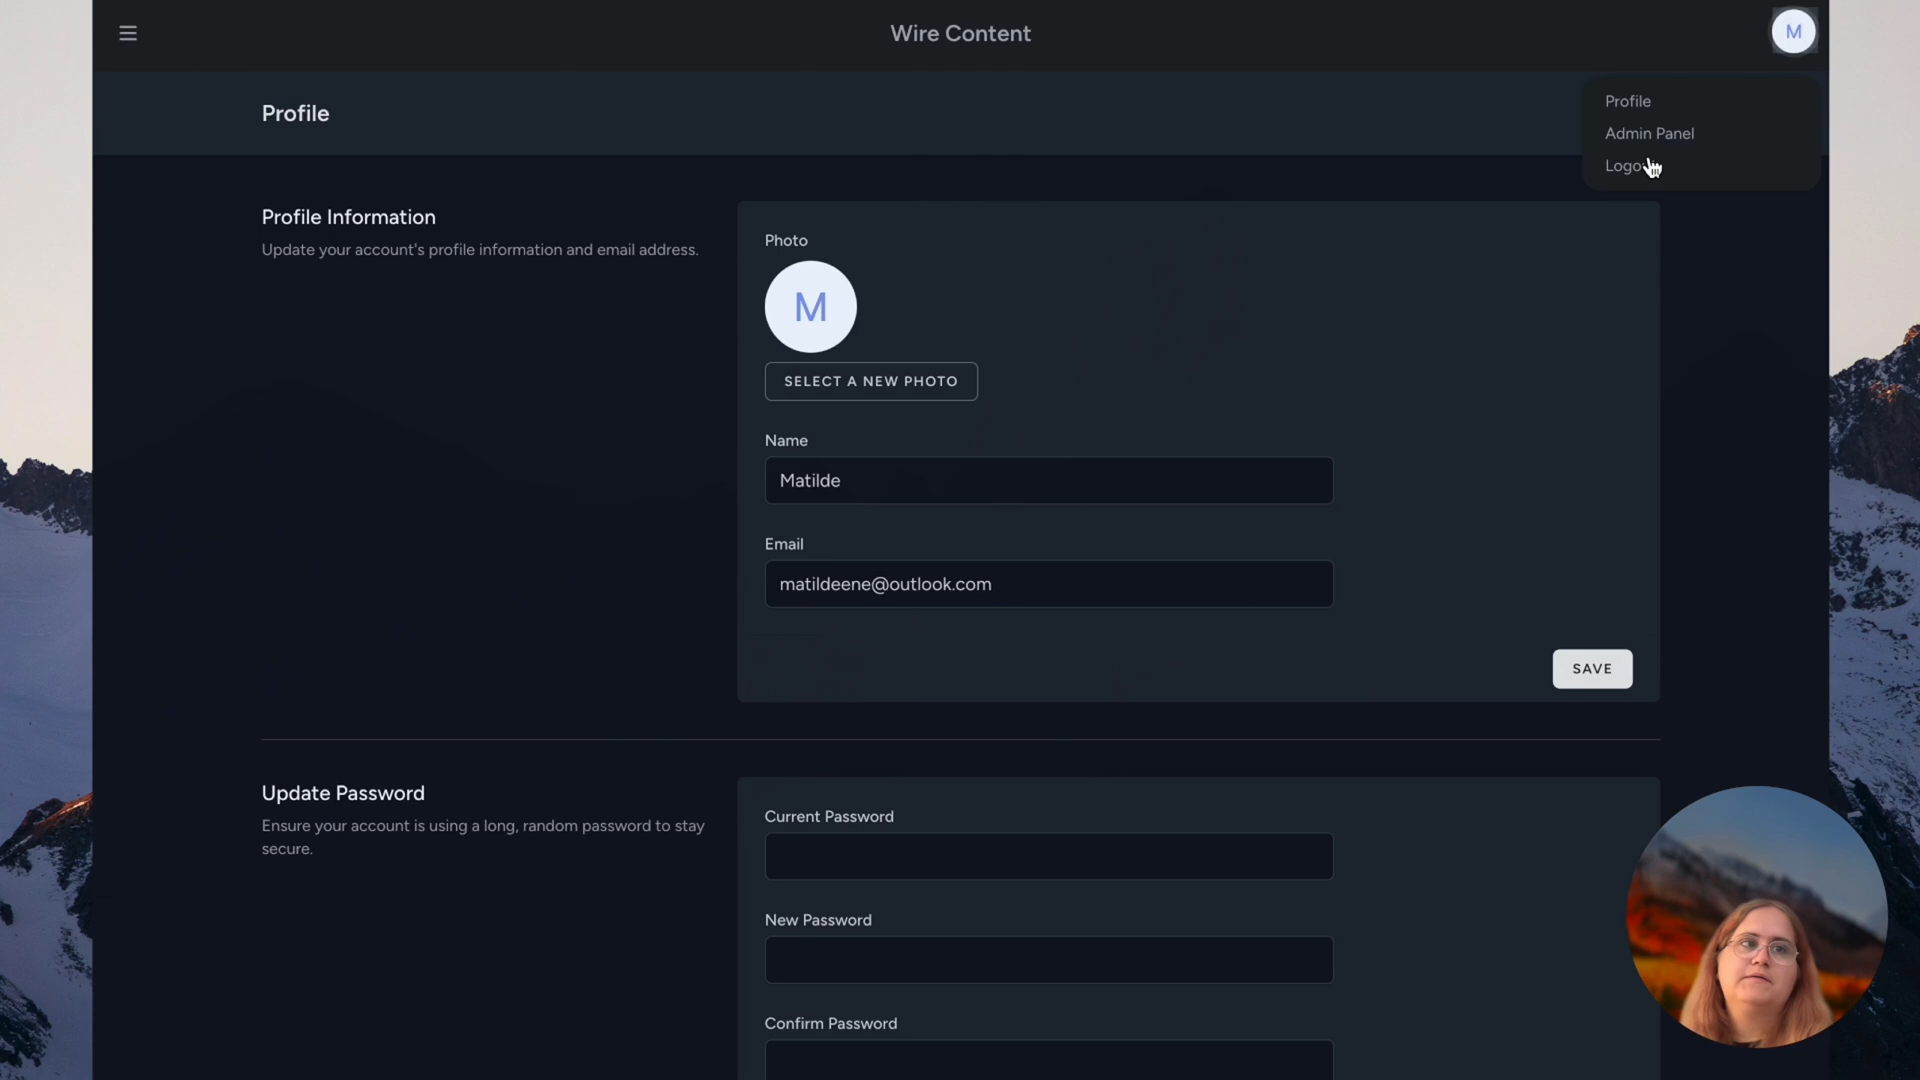 Wire Content
M
Profile
Profile
Admin Panel
Profile Information
Update your account's profile information and email address.
Photo
M
SELECT A NEW PHOTO
Name
Matilde
Email
matildeene@outlook.com
SAVE
Update Password
Ensure your account is using a long, random password to stay
secure.
Current Password
New Password
Confirm Password